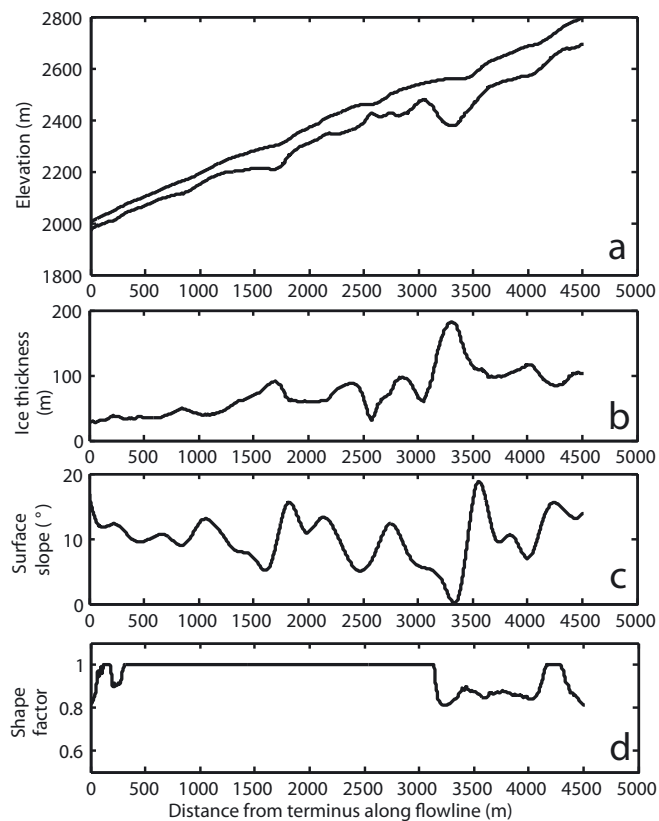 2800
2600
2400
2200
2000
1800
Elevation (m)
a
0 500 1000 1500 2000 2500 3000 3500 4000 4500 5000
200
100
0
Ice thickness
(m)
b
0 500 1000 1500 2000 2500 3000 3500 4000 4500 5000
20
10
0
Surface
slope ( ° )
c
0 500 1000 1500 2000 2500 3000 3500 4000 4500 5000
1
0.8
0.6
Shape
factor
d
0 500 1000 1500 2000 2500 3000 3500 4000 4500 5000
Distance from terminus along flowline (m)